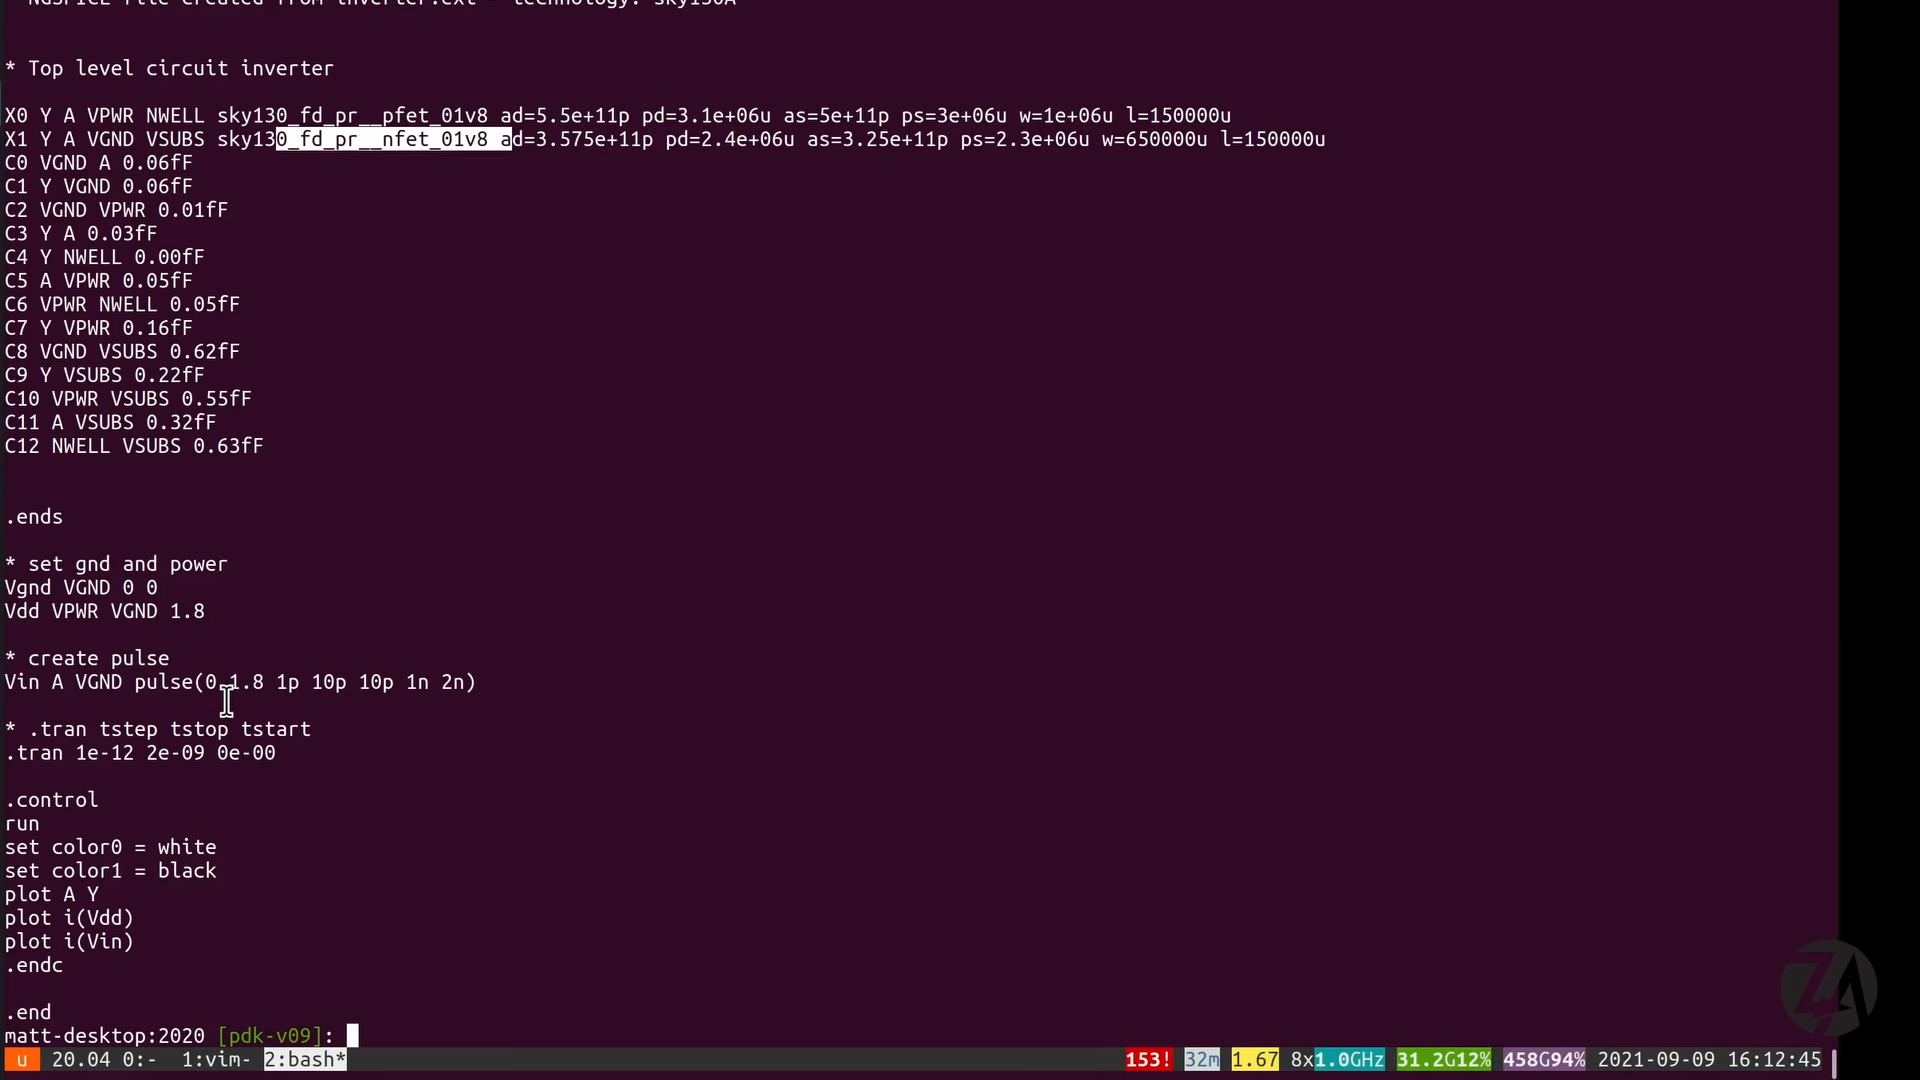 NGSPICE file created from inverter.ext - technology: sky130A
* Top level circuit inverter
X0 Y A VPWR NWELL sky130_fd_pr__pfet_01v8 ad=5.5e+11p pd=3.1e+06u as=5e+11p ps=3e+06u w=1e+06u l=150000u
X1 Y A VGND VSUBS sky130_fd_pr__nfet_01v8 ad=3.575e+11p pd=2.4e+06u as=3.25e+11p ps=2.3e+06u w=650000u l=150000u
C0 VGND A 0.06fF
C1 Y VGND 0.06fF
C2 VGND VPWR 0.01fF
C3 Y A 0.03fF
C4 Y NWELL 0.00fF
C5 A VPWR 0.05fF
C6 VPWR NWELL 0.05fF
C7 Y VPWR 0.16fF
C8 VGND VSUBS 0.62fF
C9 Y VSUBS 0.22fF
C10 VPWR VSUBS 0.55fF
C11 A VSUBS 0.32fF
C12 NWELL VSUBS 0.63fF
.ends
* set gnd and power
Vgnd VGND 0 0
Vdd VPWR VGND 1.8
* create pulse
Vin A VGND pulse(0 1.8 1p 10p 10p 1n 2n)
* .tran tstep tstop tstart
.tran 1e-12 2e-09 0e-00
.control
run
set color0 = white
set color1 = black
plot A Y
plot i(Vdd)
plot i(Vin)
.endc
.end
matt-desktop:2020 [pdk-v09]:
u 20.04 0:- 1:vim- 2:bash* 153! 32m 1.67 8x1.0GHz 31.2G12% 458G94% 2021-09-09 16:12:45
ZA